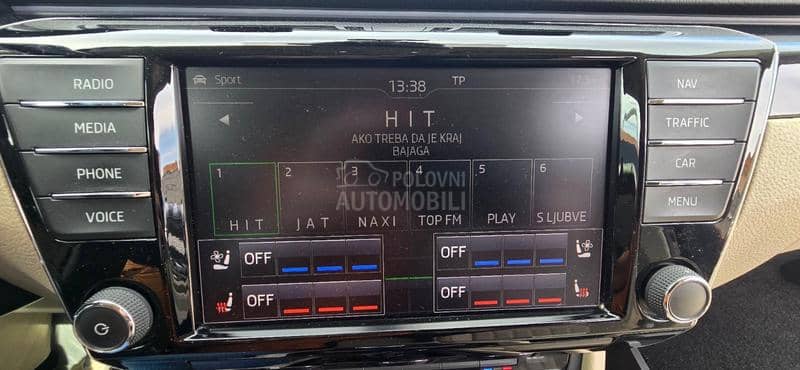 RADIO
MEDIA
PHONE
VOICE
Sport
13:38
TP
HIT
AKO TREBA DA JE KRAJ
BAJAGA
1
HIT
2
JAT
3
NAXI
4
TOP FM
5
PLAY
6
S LJUBVE
POLOVNI
AUTOMOBILI
OFF
OFF
OFF
OFF
NAV
TRAFFIC
CAR
MENU